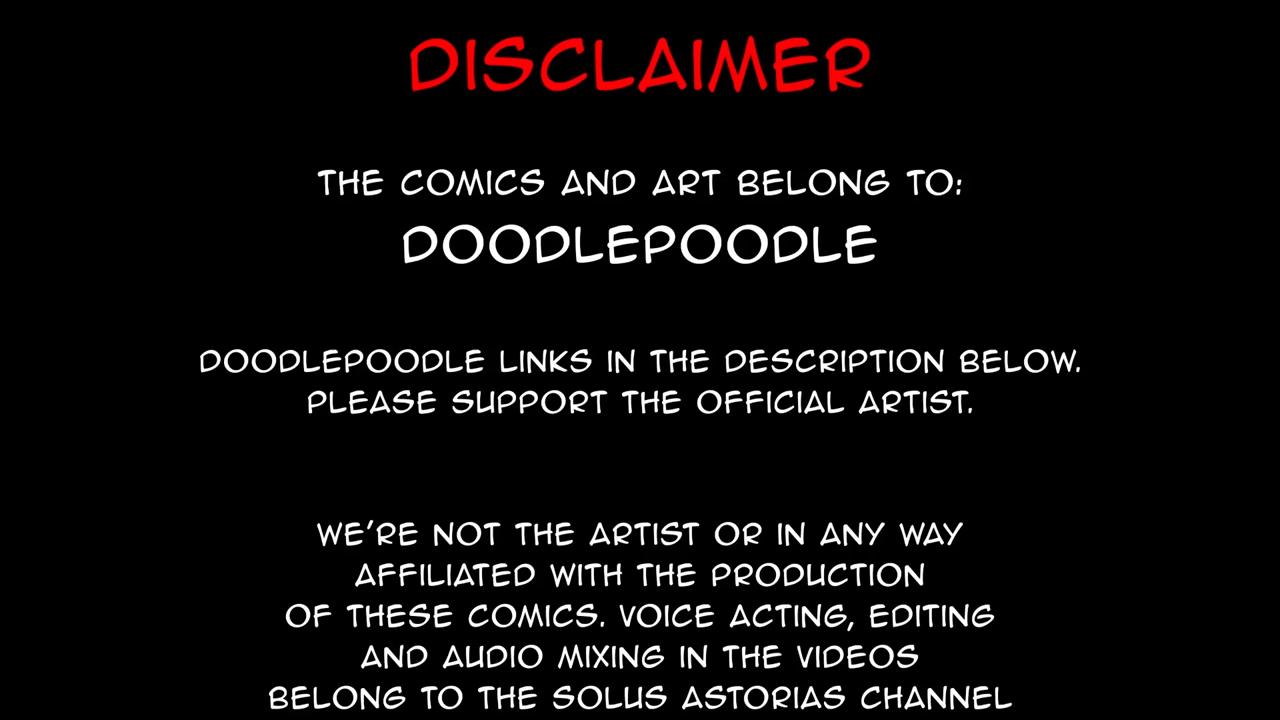 DISCLAIMER
THE COMICS AND ART BELONG TO:
DOODLEPOODLE
DOODLEPOODLE LINKS IN THE DESCRIPTION BELOW.
PLEASE SUPPORT THE OFFICIAL ARTIST.
WE'RE NOT THE ARTIST OR IN ANY WAY
AFFILIATED WITH THE PRODUCTION
OF THESE COMICS. VOICE ACTING, EDITING
AND AUDIO MIXING IN THE VIDEOS
BELONG TO THE SOLUS ASTORIAS CHANNEL